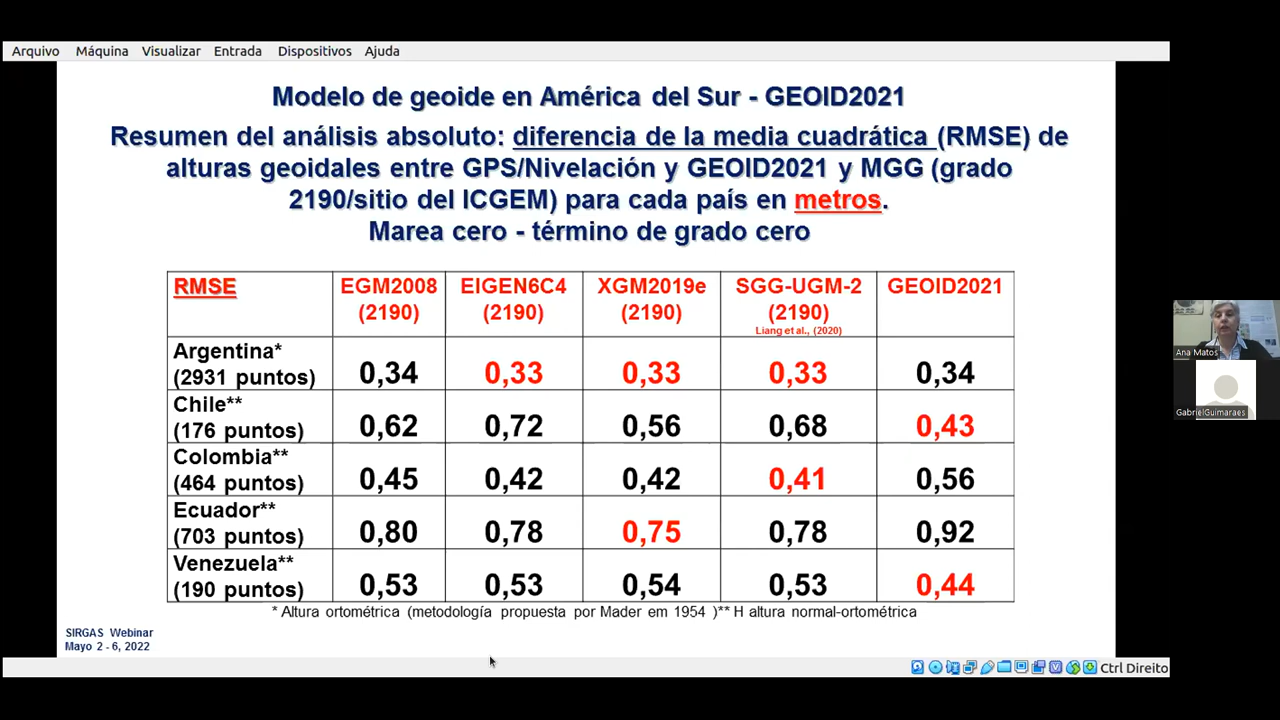 Arquivo Máquina Visualizar Entrada Dispositivos Ajuda
Modelo de geoide en América del Sur - GEOID2021
Resumen del análisis absoluto: diferencia de la media cuadrática (RMSE) de
alturas geoidales entre GPS/Nivelación y GEOID2021 y MGG (grado
2190/sitio del ICGEM) para cada país en metros.
Marea cero - término de grado cero
RMSE EGM2008 EIGEN6C4 XGM2019e SGG-UGM-2 GEOID2021
(2190) (2190) (2190) (2190)
Liang et al., (2020)
Argentina*
(2931 puntos) 0,34 0,33 0,33 0,33 0,34
Chile**
(176 puntos) 0,62 0,72 0,56 0,68 0,43
Colombia**
(464 puntos) 0,45 0,42 0,42 0,41 0,56
Ecuador**
(703 puntos) 0,80 0,78 0,75 0,78 0,92
Venezuela**
(190 puntos) 0,53 0,53 0,54 0,53 0,44
* Altura ortométrica (metodología propuesta por Mader em 1954 )** H altura normal-ortométrica
SIRGAS Webinar
Mayo 2 - 6, 2022
Ctrl Direito
Ana Matos
GabrielGuimaraes